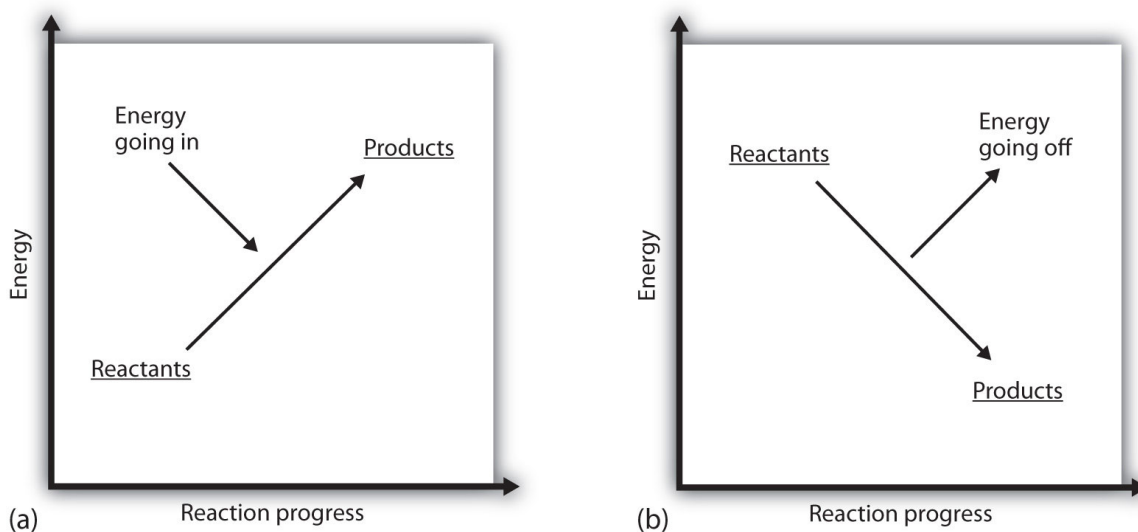 Energy
going in
Products
Energy
Reactants
(a)
Reaction progress
Reactants
Energy
going off
Energy
Products
(b)
Reaction progress